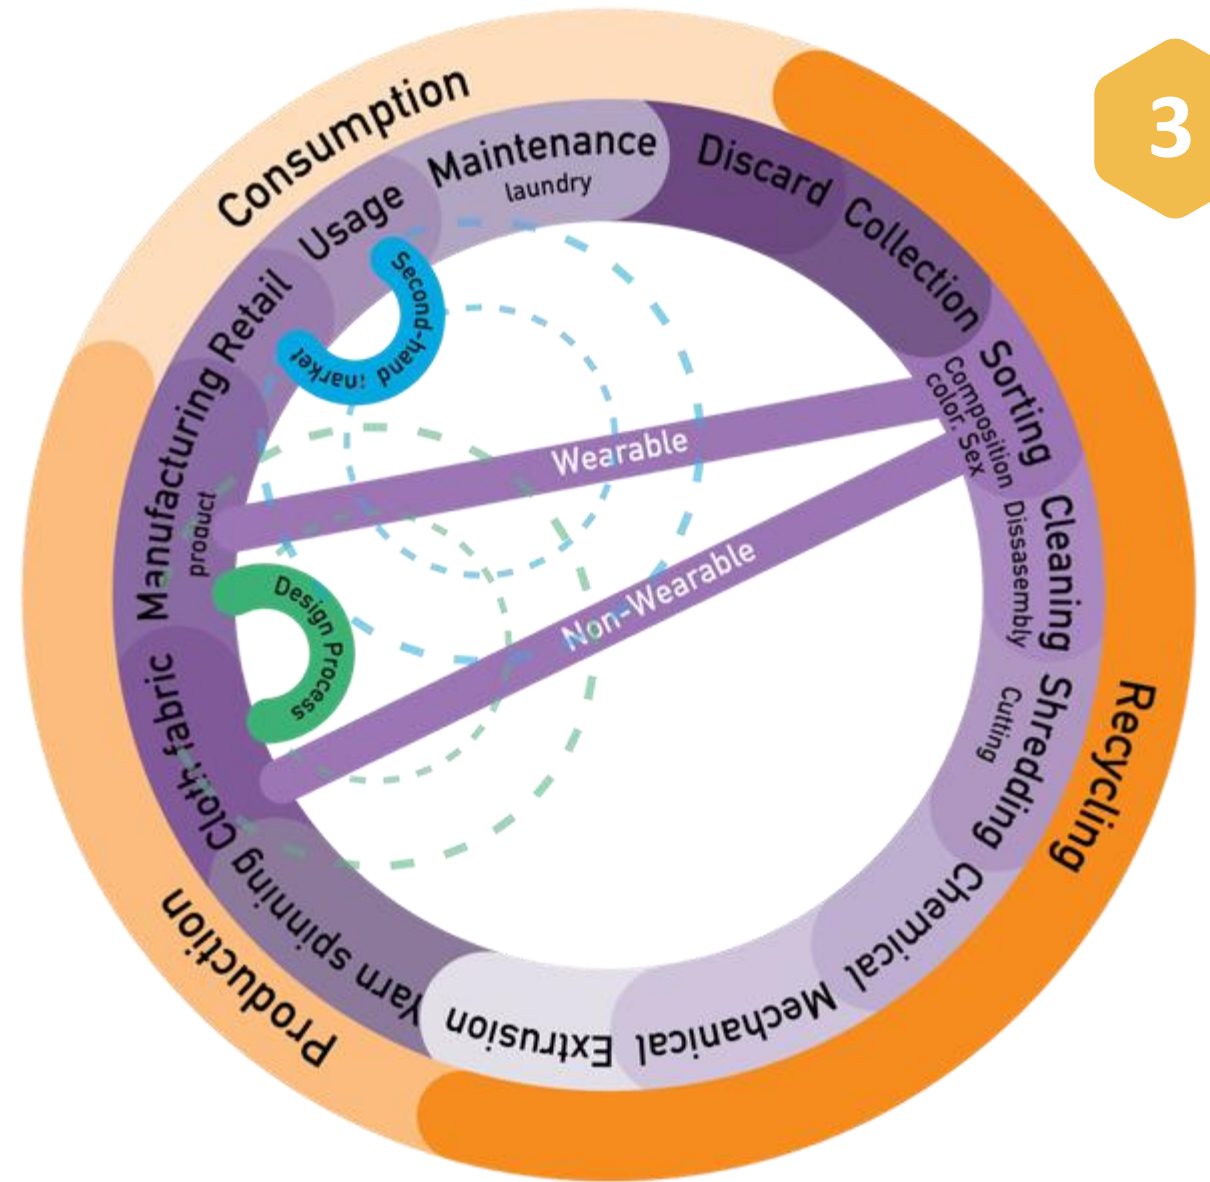 3
Consumption
Maintenance
laundry
Usage
Retail
Second-hand market
Manufacturing
product
Design Process
Cloth fabric
Yarn spinning
Production
Discard
Collection
Sorting
Composition
color. Sex
Cleaning
Dissasembly
Shredding
Cutting
Chemical
Mechanical
Extrusion
Recycling
Wearable
Non-Wearable